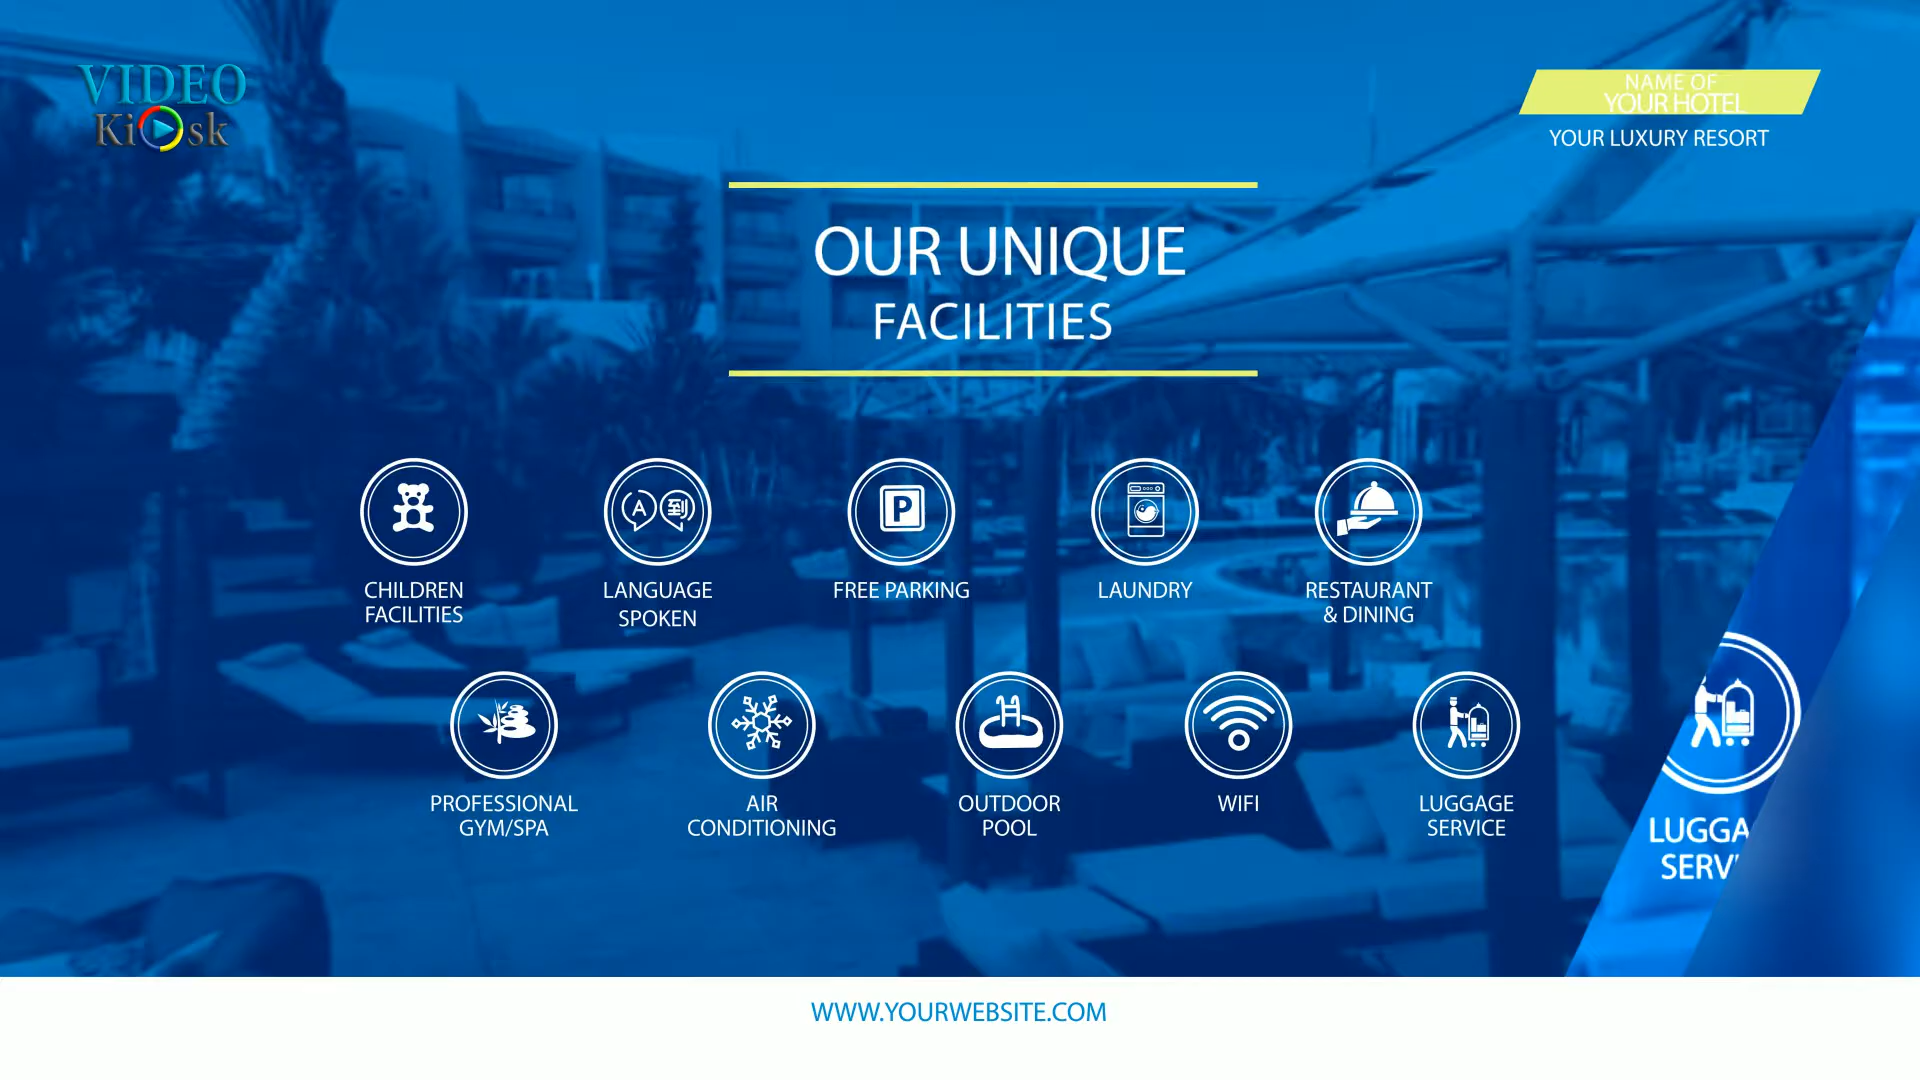 VIDEO
KiOsk
NAME OF
YOUR HOTEL
YOUR LUXURY RESORT
OUR UNIQUE
FACILITIES
A
到
P
CHILDREN
FACILITIES
LANGUAGE
SPOKEN
FREE PARKING
LAUNDRY
RESTAURANT
& DINING
PROFESSIONAL
GYM/SPA
AIR
CONDITIONING
OUTDOOR
POOL
WIFI
LUGGAGE
SERVICE
LUGGA
SERV
WWW.YOURWEBSITE.COM